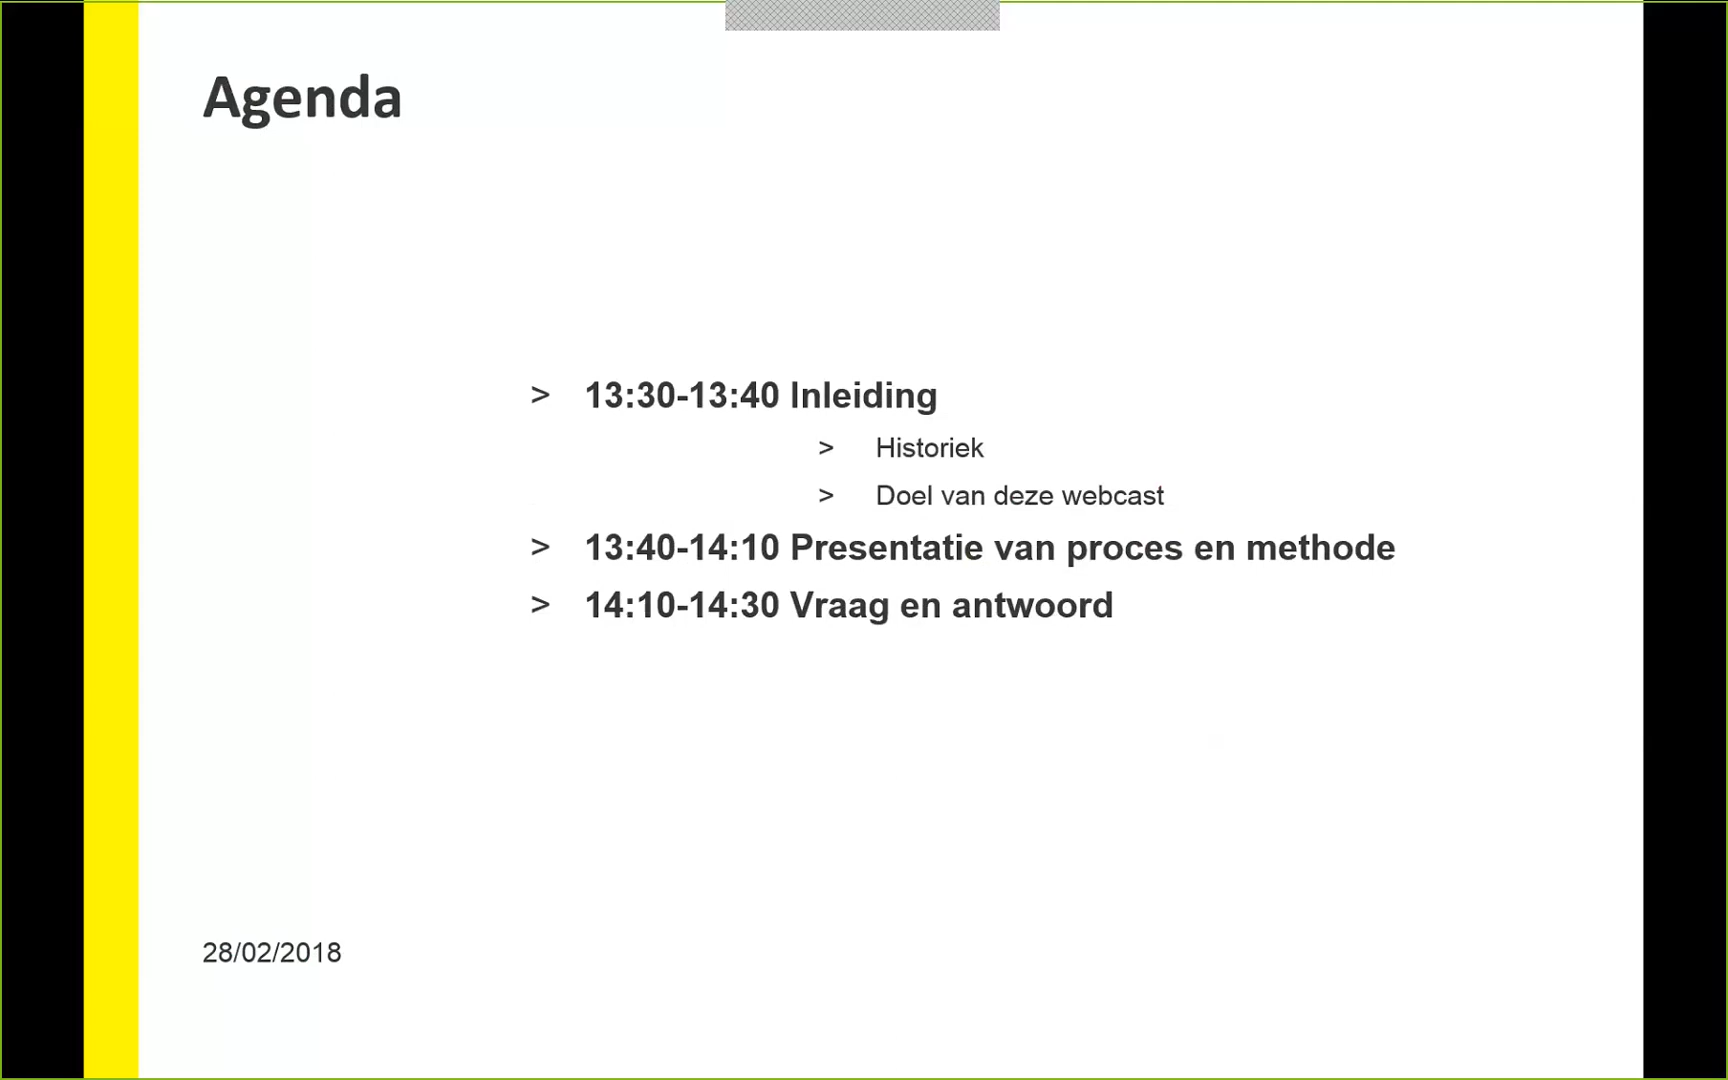 Agenda
> 13:30-13:40 Inleiding
> Historiek
> Doel van deze webcast
> 13:40-14:10 Presentatie van proces en methode
> 14:10-14:30 Vraag en antwoord
28/02/2018